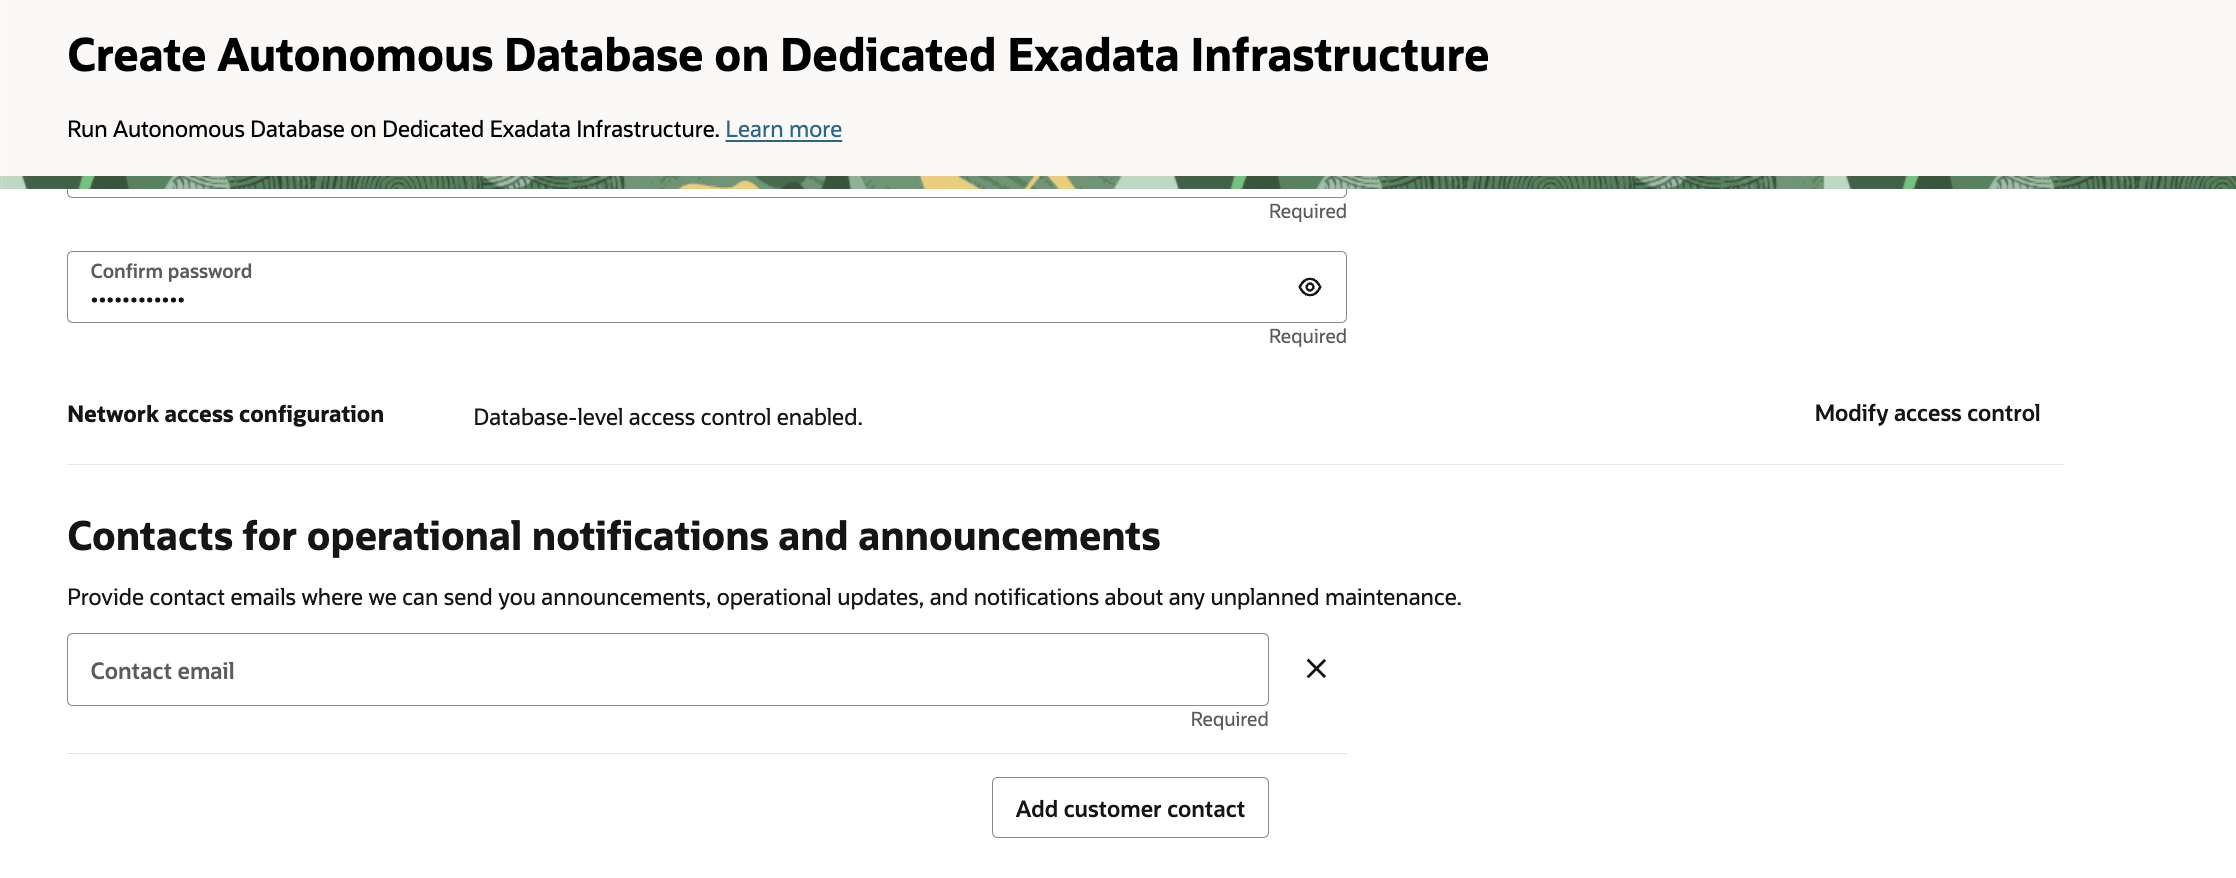 Create Autonomous Database on Dedicated Exadata Infrastructure
Run Autonomous Database on Dedicated Exadata Infrastructure. Learn more
Required
Confirm password
••••••••••••
Required
Network access configuration
Database-level access control enabled.
Modify access control
Contacts for operational notifications and announcements
Provide contact emails where we can send you announcements, operational updates, and notifications about any unplanned maintenance.
Contact email
Required
Add customer contact